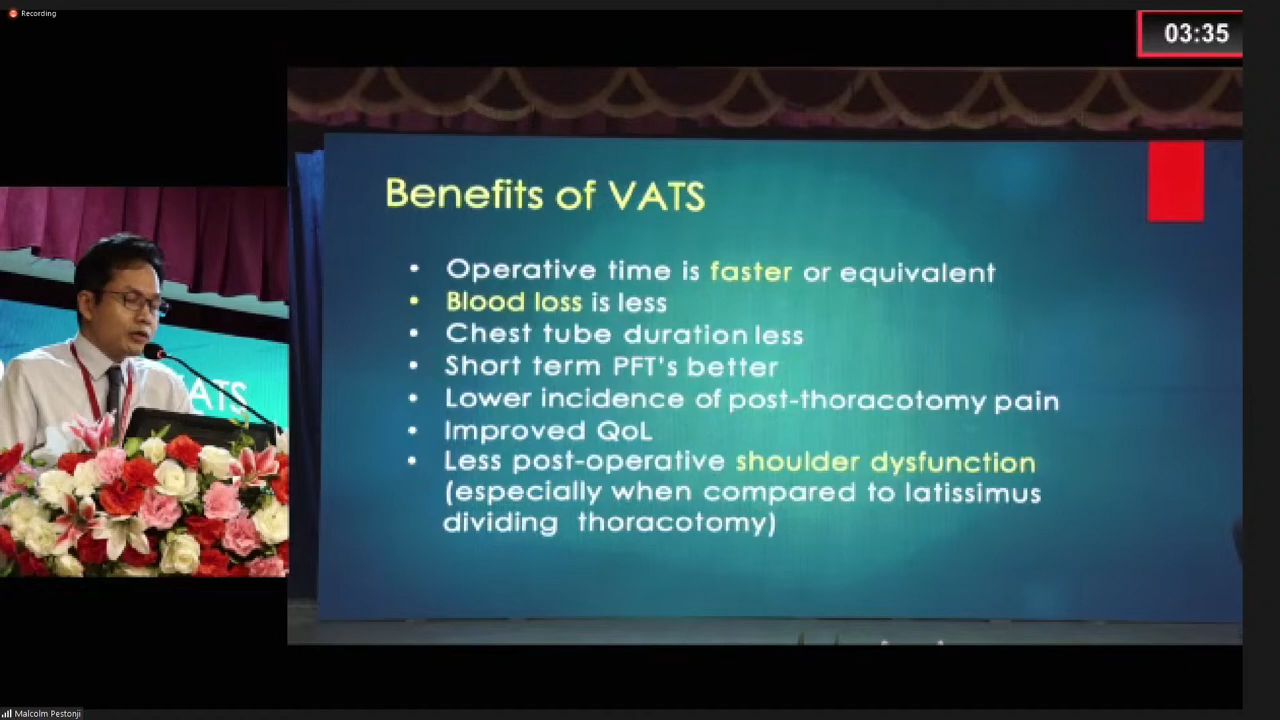 Recording
03:35
Benefits of VATS
• Operative time is faster or equivalent
• Blood loss is less
• Chest tube duration less
• Short term PFT's better
• Lower incidence of post-thoracotomy pain
• Improved QoL
• Less post-operative shoulder dysfunction
(especially when compared to latissimus
dividing thoracotomy)
VATS
Malcolm Pestonji